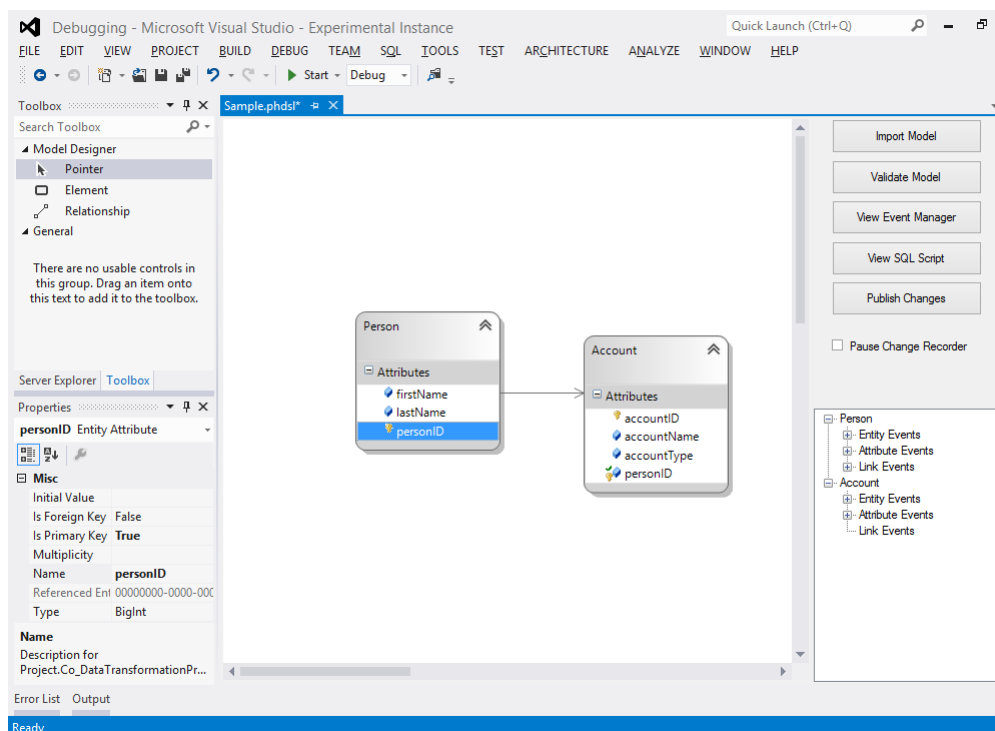 Debugging - Microsoft Visual Studio - Experimental Instance
Quick Launch (Ctrl+Q)
FILE EDIT VIEW PROJECT BUILD DEBUG TEAM SQL TOOLS TEST ARCHITECTURE ANALYZE WINDOW HELP
Start Debug
Toolbox
Search Toolbox
Model Designer
Pointer
Element
Relationship
General
There are no usable controls in
this group. Drag an item onto
this text to add it to the toolbox.
Server Explorer Toolbox
Properties
personID Entity Attribute
Misc
Initial Value
Is Foreign Key False
Is Primary Key True
Multiplicity
Name personID
Referenced Ent 00000000-0000-000
Type BigInt
Name
Description for
Project.Co_DataTransformationPr...
Error List Output
Ready
Sample.phdsl*
Person
Attributes
firstName
lastName
personID
Account
Attributes
accountID
accountName
accountType
personID
Import Model
Validate Model
View Event Manager
View SQL Script
Publish Changes
Pause Change Recorder
Person
Entity Events
Attribute Events
Link Events
Account
Entity Events
Attribute Events
Link Events